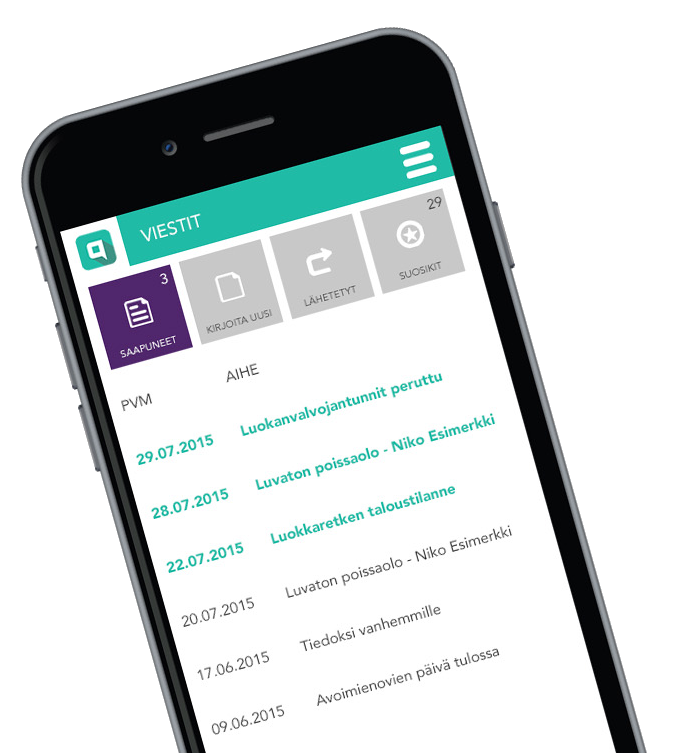 VIESTIT
3
SAAPUNEET
KIRJOITA UUSI
LÄHETETYT
29
SUOSIKIT
PVM AIHE
29.07.2015 Luokanvalvojantunnit peruttu
28.07.2015 Luvaton poissaolo - Niko Esimerkki
22.07.2015 Luokkaretken taloustilanne
20.07.2015 Luvaton poissaolo - Niko Esimerkki
17.06.2015 Tiedoksi vanhemmille
09.06.2015 Avoimienovien päivä tulossa